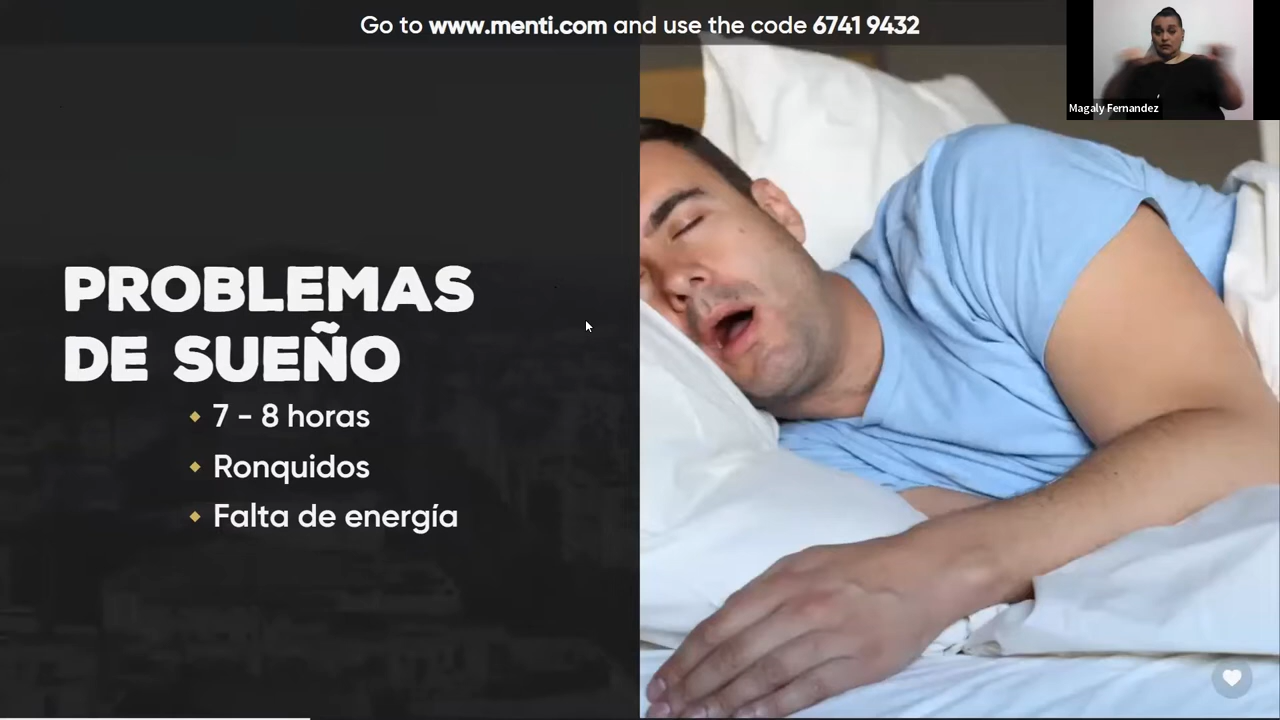 Go to www.menti.com and use the code 6741 9432
Magaly Fernandez
PROBLEMAS
DE SUEÑO
7 - 8 horas
Ronquidos
Falta de energía